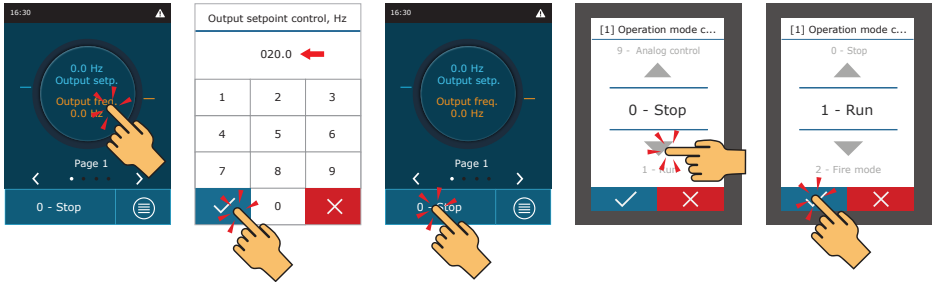 16:30
0.0 Hz
Output setp.
Output freq.
0.0 Hz
Page 1
0 - Stop
Output setpoint control, Hz
020.0
1 2 3
4 5 6
7 8 9
0
16:30
0.0 Hz
Output setp.
Output freq.
0.0 Hz
Page 1
0 - Stop
[1] Operation mode c...
9 - Analog control
0 - Stop
1 - Run
[1] Operation mode c...
0 - Stop
1 - Run
2 - Fire mode